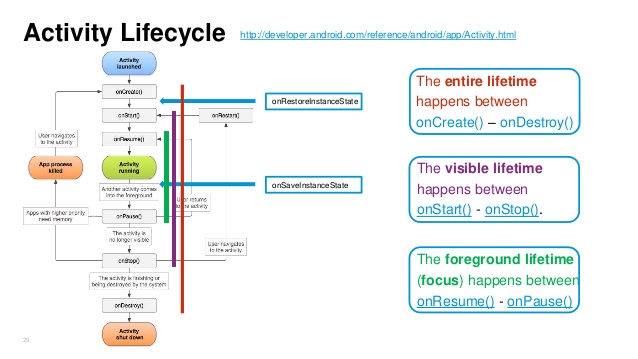 Activity Lifecycle
http://developer.android.com/reference/android/app/Activity.html
Activity
launched
onCreate()
onRestoreInstanceState
onStart()
onRestart()
User navigates
to the activity
onResume()
App process
killed
Activity
running
onSaveInstanceState
Another activity comes
into the foreground
User returns
to the activity
Apps with higher priority
need memory
onPause()
The activity is
no longer visible
User navigates
to the activity
onStop()
The activity is finishing or
being destroyed by the system
onDestroy()
Activity
shut down
The entire lifetime
happens between
onCreate() – onDestroy()
The visible lifetime
happens between
onStart() - onStop().
The foreground lifetime
(focus) happens between
onResume() - onPause()